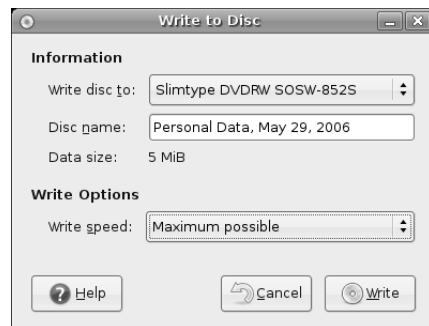 Write to Disc
Information
Write disc to: Slimtype DVDRW SOSW-852S
Disc name: Personal Data, May 29, 2006
Data size: 5 MiB
Write Options
Write speed: Maximum possible
Help Cancel Write